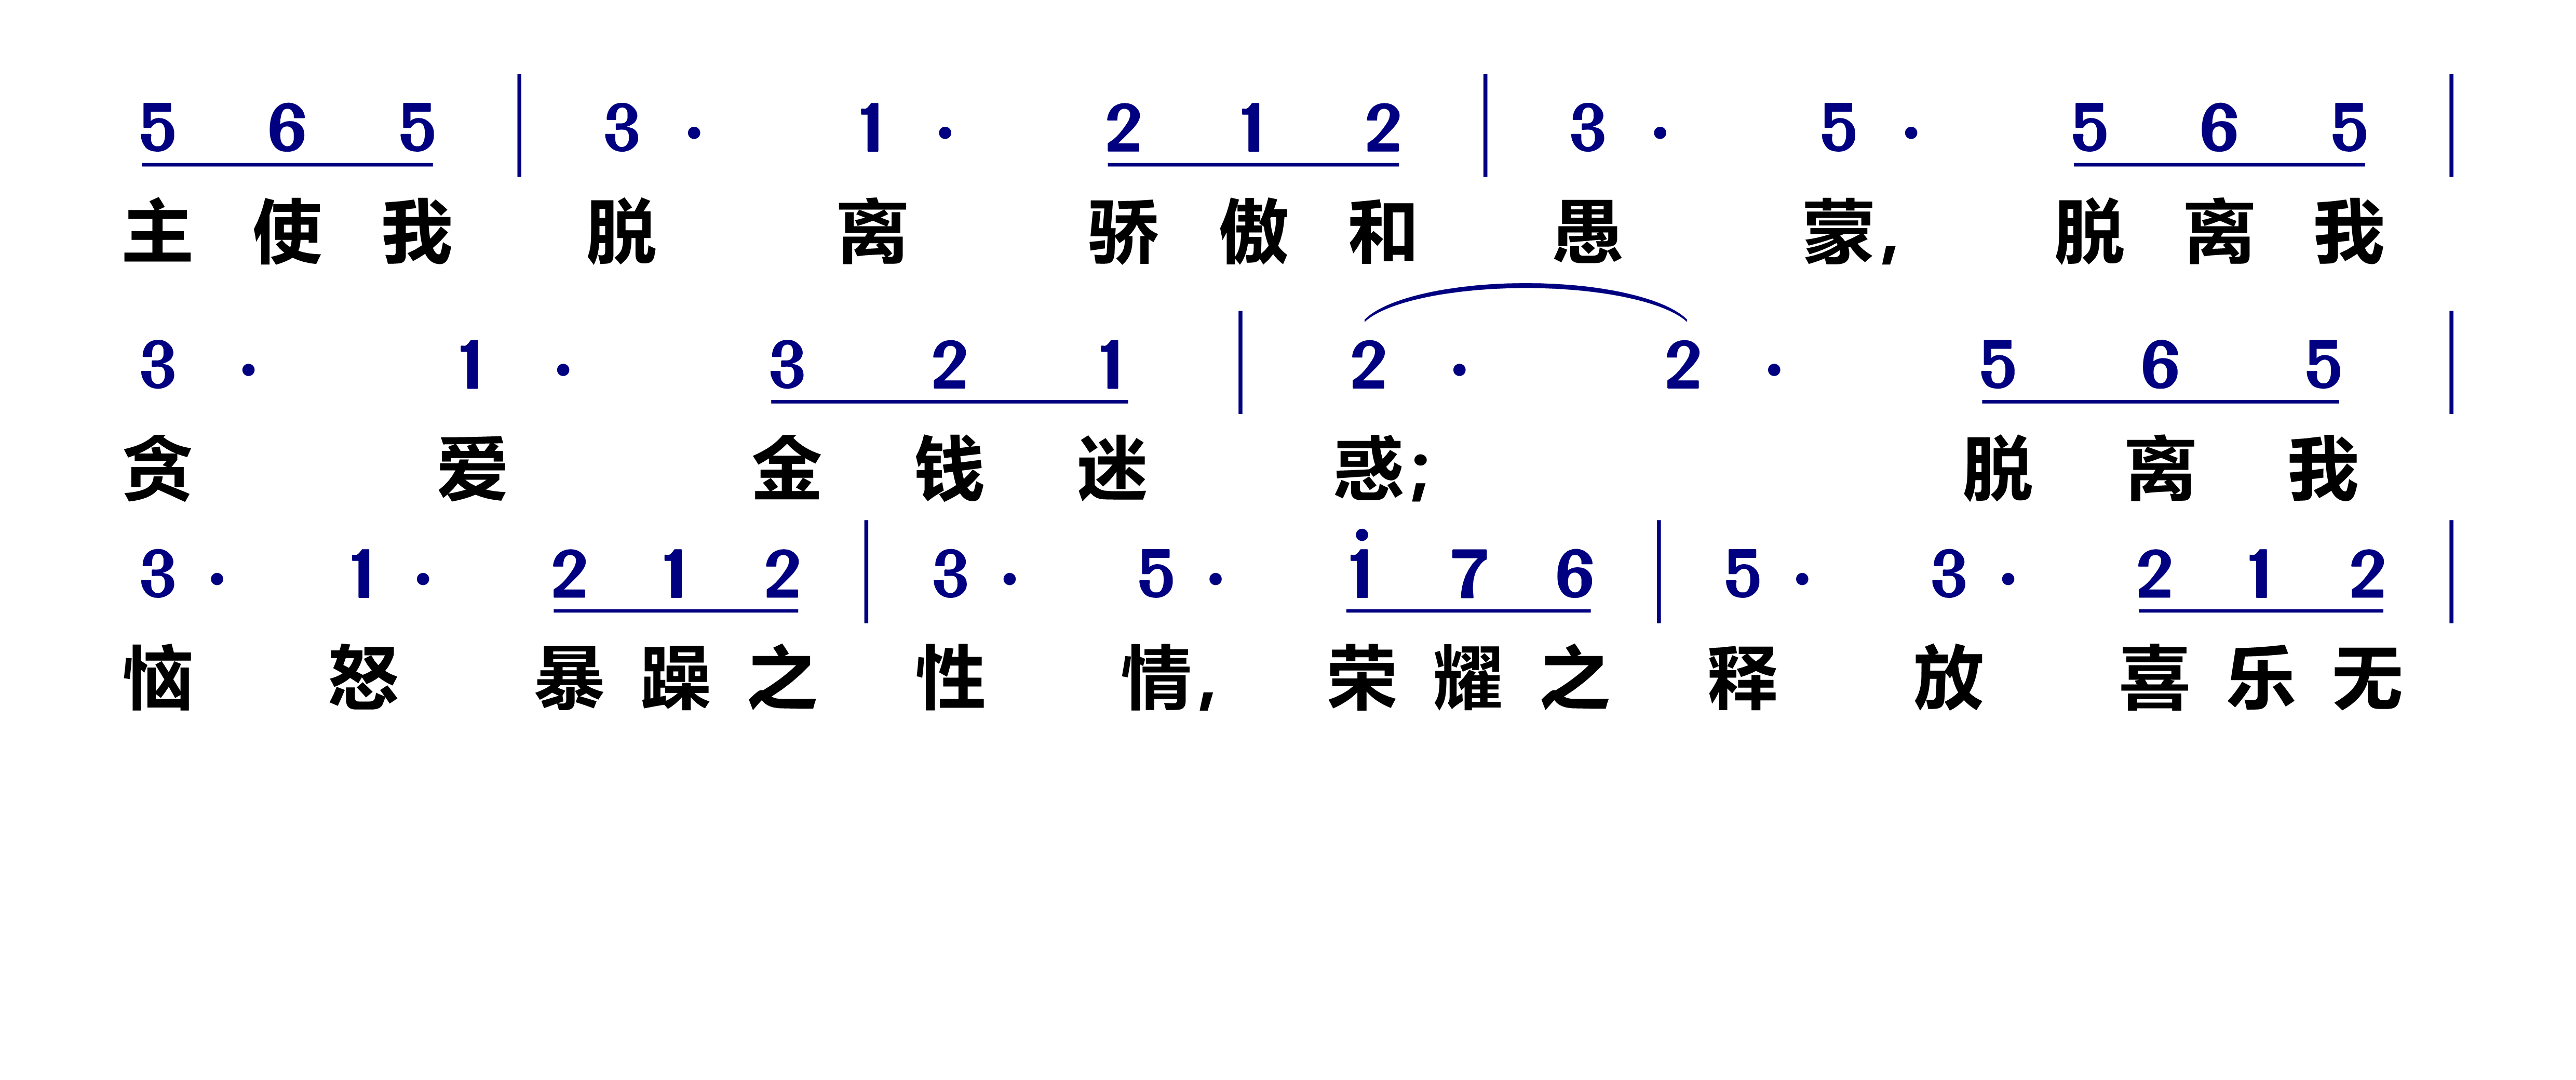 5 6 5 | 3 · 1 · 2 1 2 | 3 · 5 · 5 6 5 |
主 使 我 脱 离 骄 傲 和 愚 蒙, 脱 离 我
3 · 1 · 3 2 1 | 2 · 2 · 5 6 5 |
贪 爱 金 钱 迷 惑; 脱 离 我
3 · 1 · 2 1 2 | 3 · 5 · 1̇ 7 6 | 5 · 3 · 2 1 2 |
恼 怒 暴 躁 之 性 情, 荣 耀 之 释 放 喜 乐 无